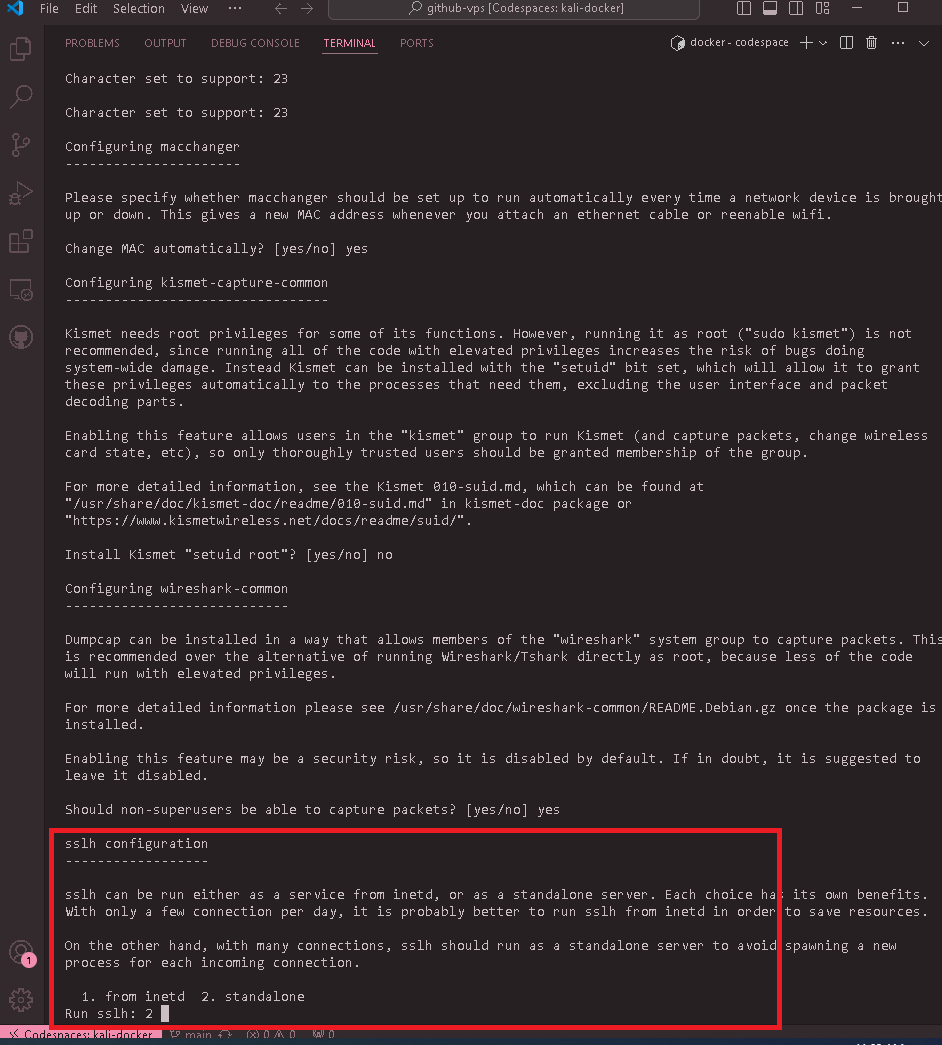 File Edit Selection View ··· github-vps [Codespaces: kali-docker]
PROBLEMS OUTPUT DEBUG CONSOLE TERMINAL PORTS docker - codespace
Character set to support: 23
Character set to support: 23
Configuring macchanger
----------------------
Please specify whether macchanger should be set up to run automatically every time a network device is brought
up or down. This gives a new MAC address whenever you attach an ethernet cable or reenable wifi.
Change MAC automatically? [yes/no] yes
Configuring kismet-capture-common
---------------------------------
Kismet needs root privileges for some of its functions. However, running it as root ("sudo kismet") is not
recommended, since running all of the code with elevated privileges increases the risk of bugs doing
system-wide damage. Instead Kismet can be installed with the "setuid" bit set, which will allow it to grant
these privileges automatically to the processes that need them, excluding the user interface and packet
decoding parts.
Enabling this feature allows users in the "kismet" group to run Kismet (and capture packets, change wireless
card state, etc), so only thoroughly trusted users should be granted membership of the group.
For more detailed information, see the Kismet 010-suid.md, which can be found at
"/usr/share/doc/kismet-doc/readme/010-suid.md" in kismet-doc package or
"https://www.kismetwireless.net/docs/readme/suid/".
Install Kismet "setuid root"? [yes/no] no
Configuring wireshark-common
----------------------------
Dumpcap can be installed in a way that allows members of the "wireshark" system group to capture packets. This
is recommended over the alternative of running Wireshark/Tshark directly as root, because less of the code
will run with elevated privileges.
For more detailed information please see /usr/share/doc/wireshark-common/README.Debian.gz once the package is
installed.
Enabling this feature may be a security risk, so it is disabled by default. If in doubt, it is suggested to
leave it disabled.
Should non-superusers be able to capture packets? [yes/no] yes
sslh configuration
------------------
sslh can be run either as a service from inetd, or as a standalone server. Each choice has its own benefits.
With only a few connection per day, it is probably better to run sslh from inetd in order to save resources.
On the other hand, with many connections, sslh should run as a standalone server to avoid spawning a new
process for each incoming connection.
1. from inetd 2. standalone
Run sslh: 2
1
Codespaces: kali-docker main 0 0 0